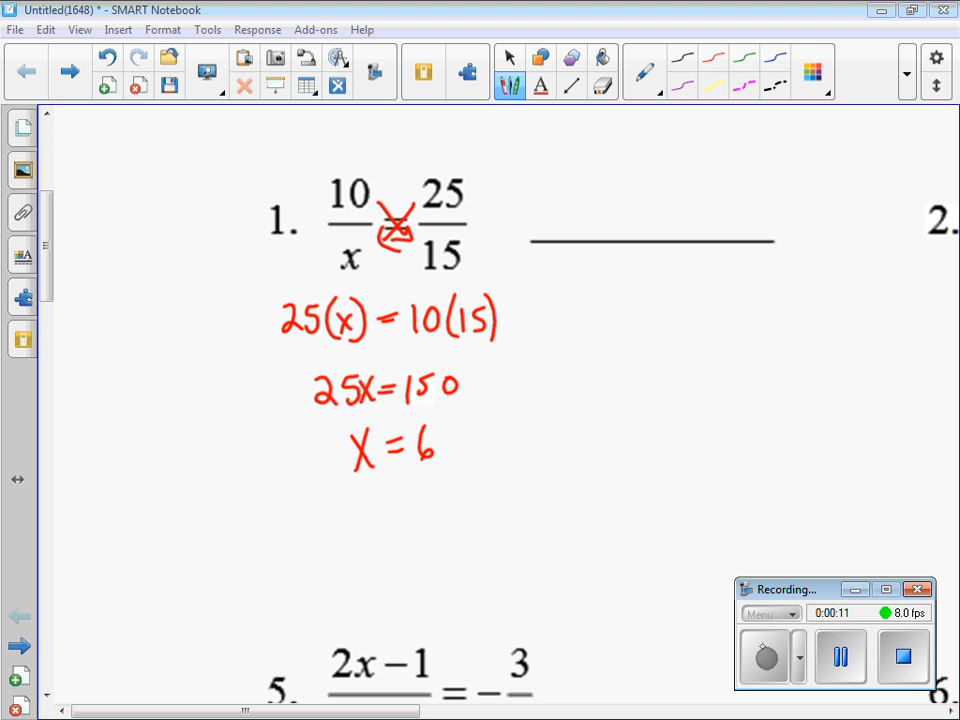 Untitled(1648) * - SMART Notebook
File Edit View Insert Format Tools Response Add-ons Help
1. 10/x = 25/15
2.
25(x) = 10(15)
25x = 150
x = 6
Recording...
Menu 0:00:11 8.0 fps
5. 2x − 1 = − 3
6.